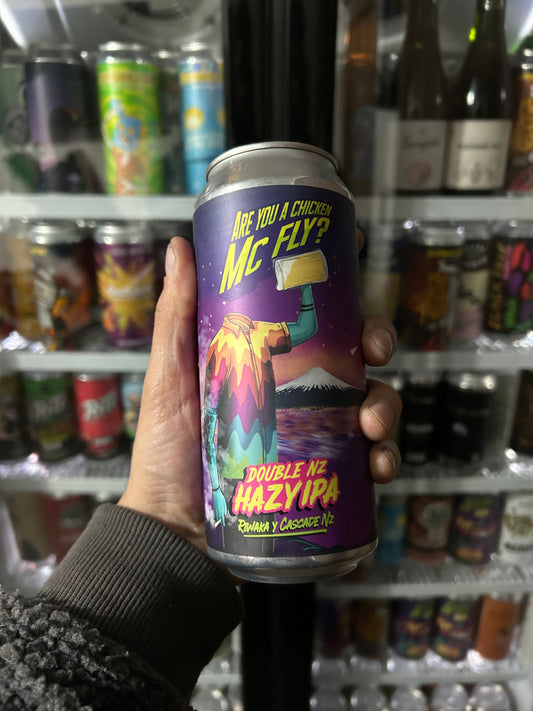 ARE YOU A CHICKEN
MC FLY?
DOUBLE NZ
HAZY IPA
RIWAKA Y CASCADE NZ